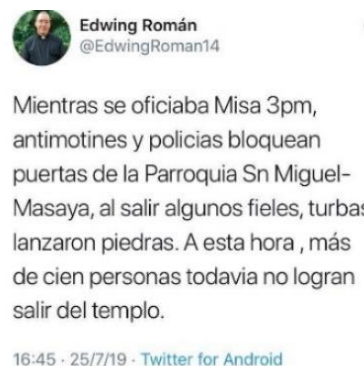 Edwing Román
@EdwingRoman14
Mientras se oficiaba Misa 3pm,
antimotines y policias bloquean
puertas de la Parroquia Sn Miguel-
Masaya, al salir algunos fieles, turbas
lanzaron piedras. A esta hora , más
de cien personas todavia no logran
salir del templo.
16:45 · 25/7/19 · Twitter for Android